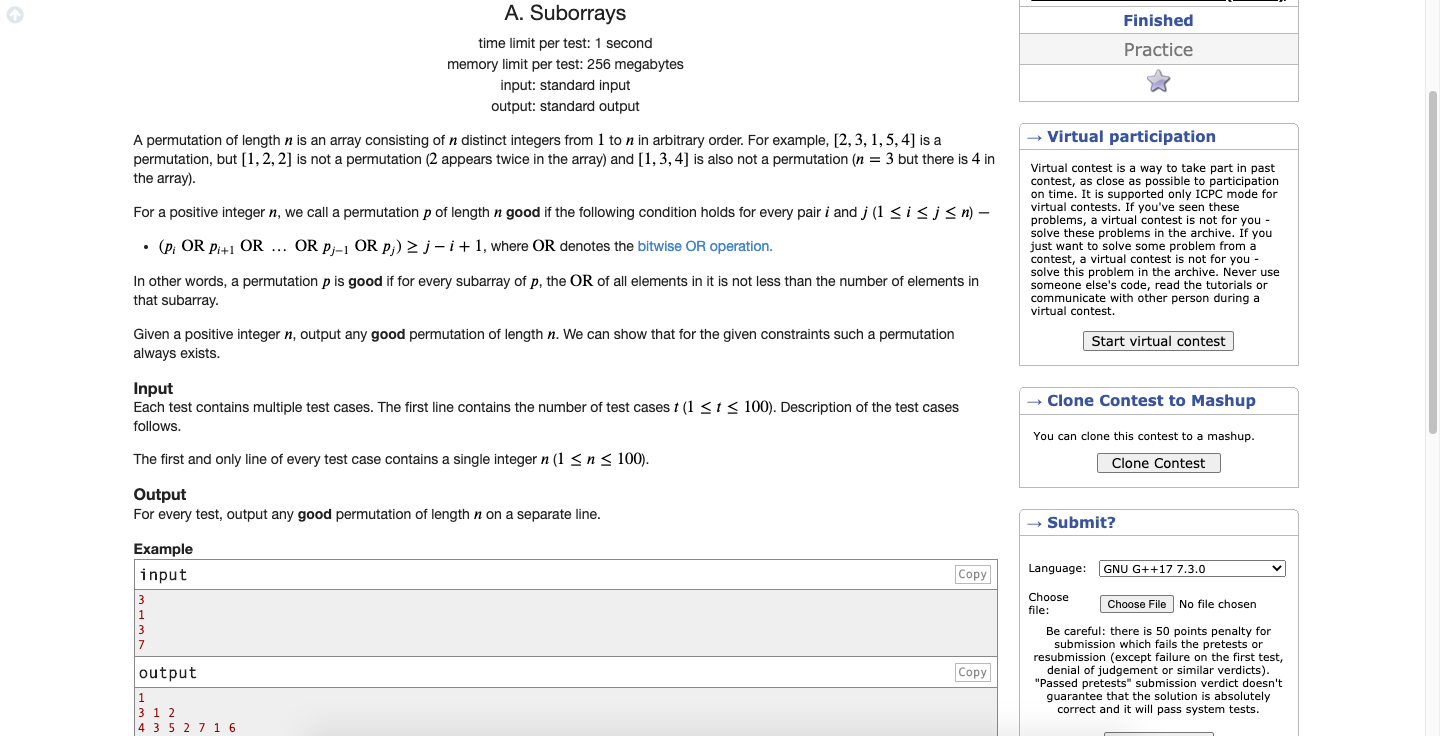 A. Suborrays
time limit per test: 1 second
memory limit per test: 256 megabytes
input: standard input
output: standard output
A permutation of length n is an array consisting of n distinct integers from 1 to n in arbitrary order. For example, [2, 3, 1, 5, 4] is a
permutation, but [1, 2, 2] is not a permutation (2 appears twice in the array) and [1, 3, 4] is also not a permutation (n = 3 but there is 4 in
the array).
For a positive integer n, we call a permutation p of length n good if the following condition holds for every pair i and j (1 ≤ i ≤ j ≤ n) —
• (p_i OR p_{i+1} OR … OR p_{j−1} OR p_j) ≥ j − i + 1, where OR denotes the bitwise OR operation.
In other words, a permutation p is good if for every subarray of p, the OR of all elements in it is not less than the number of elements in
that subarray.
Given a positive integer n, output any good permutation of length n. We can show that for the given constraints such a permutation
always exists.
Input
Each test contains multiple test cases. The first line contains the number of test cases t (1 ≤ t ≤ 100). Description of the test cases
follows.
The first and only line of every test case contains a single integer n (1 ≤ n ≤ 100).
Output
For every test, output any good permutation of length n on a separate line.
Example
input
Copy
3
1
3
7
output
Copy
1
3 1 2
4 3 5 2 7 1 6
Finished
Practice
→ Virtual participation
Virtual contest is a way to take part in past
contest, as close as possible to participation
on time. It is supported only ICPC mode for
virtual contests. If you've seen these
problems, a virtual contest is not for you -
solve these problems in the archive. If you
just want to solve some problem from a
contest, a virtual contest is not for you -
solve this problem in the archive. Never use
someone else's code, read the tutorials or
communicate with other person during a
virtual contest.
Start virtual contest
→ Clone Contest to Mashup
You can clone this contest to a mashup.
Clone Contest
→ Submit?
Language: GNU G++17 7.3.0
Choose
file:
Choose File No file chosen
Be careful: there is 50 points penalty for
submission which fails the pretests or
resubmission (except failure on the first test,
denial of judgement or similar verdicts).
"Passed pretests" submission verdict doesn't
guarantee that the solution is absolutely
correct and it will pass system tests.